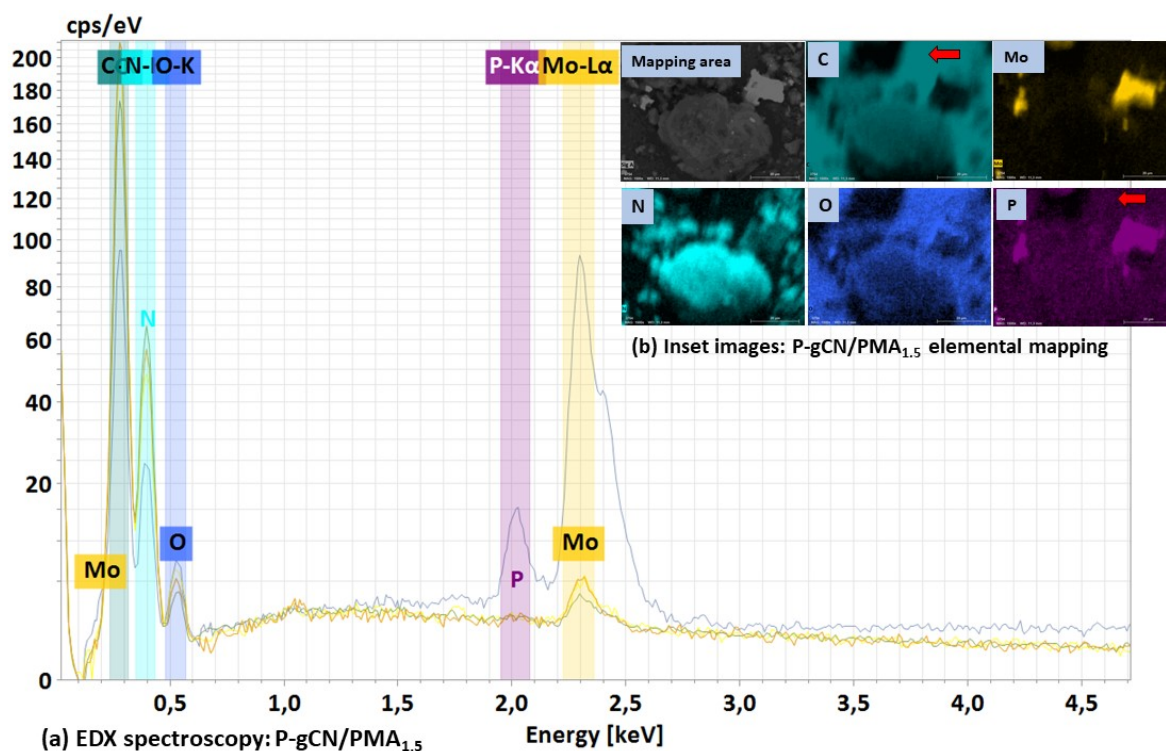 cps/eV
200
180
160
140
120
100
80
60
40
20
0
N-
O-K
P-Kα
Mo-Lα
N
Mo
O
P
Mo
Mapping area
C
Mo
N
O
P
(b) Inset images: P-gCN/PMA1.5 elemental mapping
0,5
1,0
1,5
2,0
2,5
3,0
3,5
4,0
4,5
Energy [keV]
(a) EDX spectroscopy: P-gCN/PMA1.5